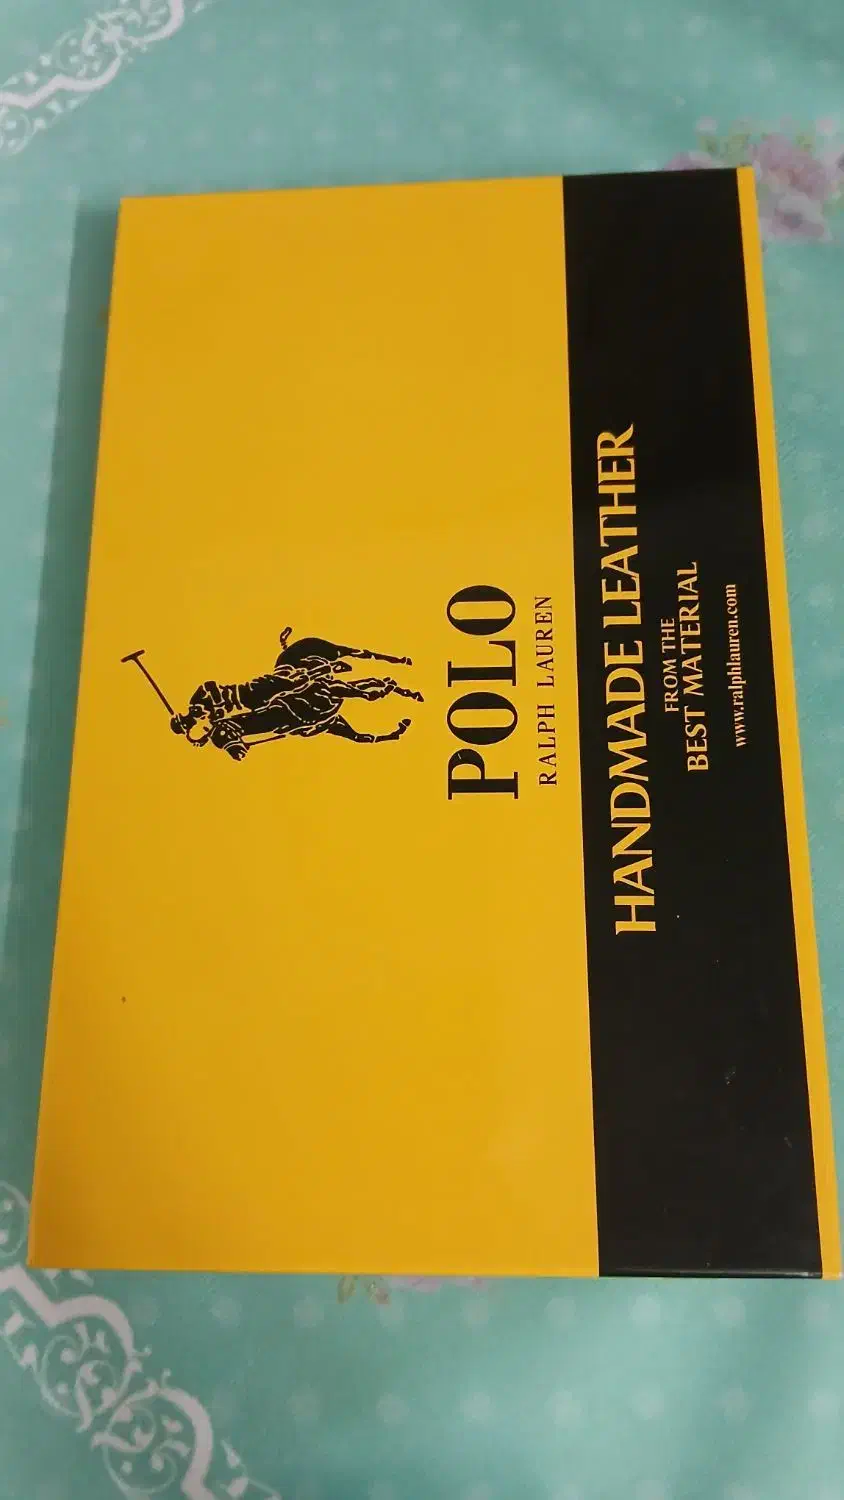 POLO
RALPH LAUREN
HANDMADE LEATHER
FROM THE
BEST MATERIAL
www.ralphlauren.com